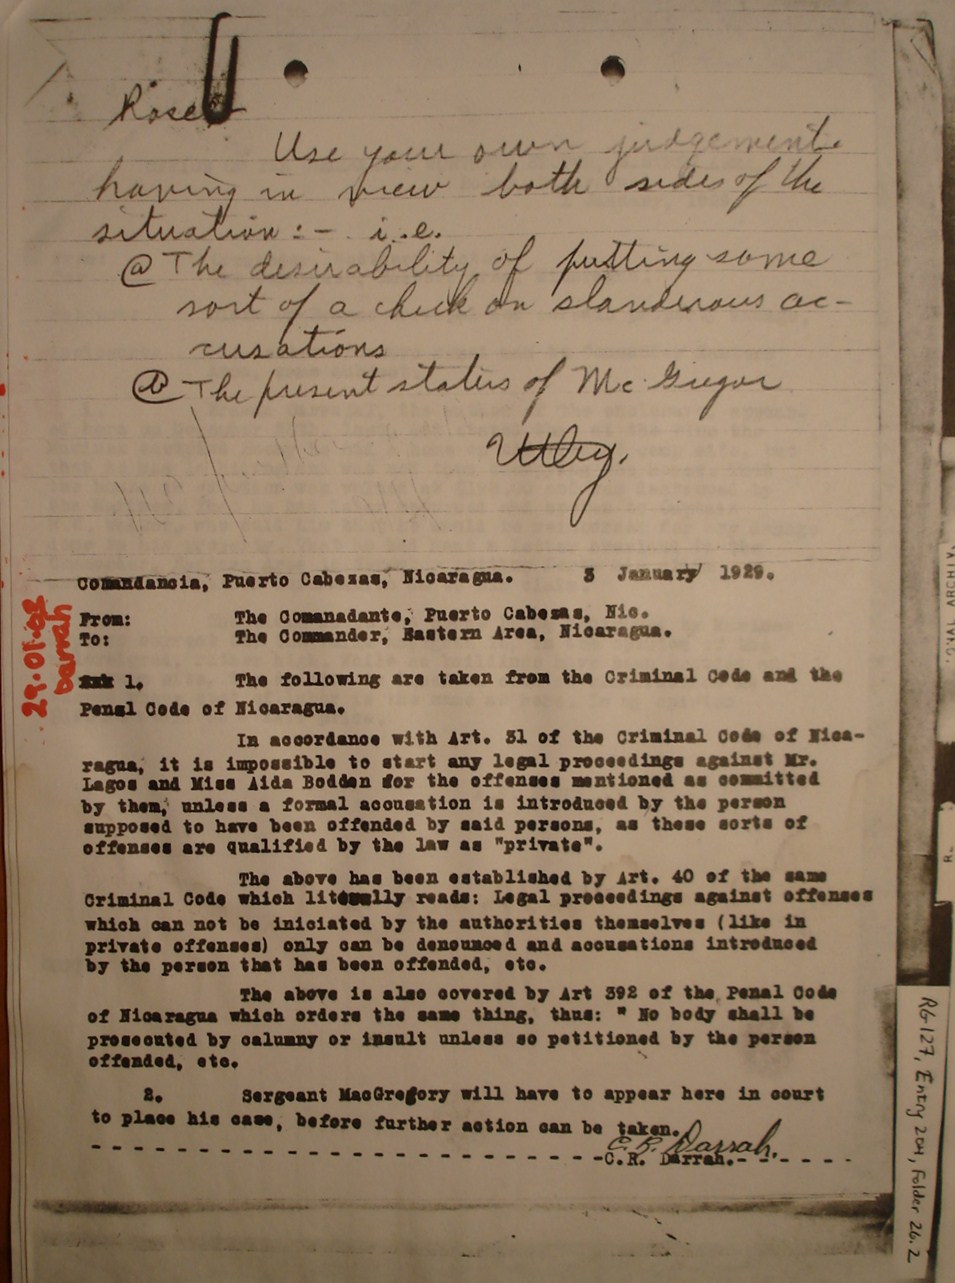 Rose
Use your own judgement.
having in view both sides of the
situation:- i.e.
@ The desirability of putting some
sort of a check on slanderous ac-
cusations
ⓑ The present status of McGregor
Utley.
Comandancia, Puerto Cabezas, Nicaragua. 3 January 1929.
From: The Comanadante, Puerto Cabezas, Nic.
To: The Commander, Eastern Area, Nicaragua.
1. The following are taken from the Criminal Code and the
Penal Code of Nicaragua.
In accordance with Art. 31 of the Criminal Code of Nica-
ragua, it is impossible to start any legal proceedings against Mr.
Lagos and Miss Aida Bodden for the offenses mentioned as committed
by them, unless a formal accusation is introduced by the person
supposed to have been offended by said persons, as these sorts of
offenses are qualified by the law as "private".
The above has been established by Art. 40 of the same
Criminal Code which literally reads: Legal proceedings against offenses
which can not be iniciated by the authorities themselves (like in
private offenses) only can be denounced and accusations introduced
by the person that has been offended, etc.
The above is also covered by Art 392 of the Penal Code
of Nicaragua which orders the same thing, thus: " No body shall be
prosecuted by calumny or insult unless so petitioned by the person
offended, etc.
2. Sergeant MacGregory will have to appear here in court
to place his case, before further action can be taken.
C. R. Darrah.
- - - - - - - - - - - - - - - - - - - - - - - - -C.R. Darrah.- - - - - -
29.01.03
Darrah
RG127, Entry 204, Folder 26.2